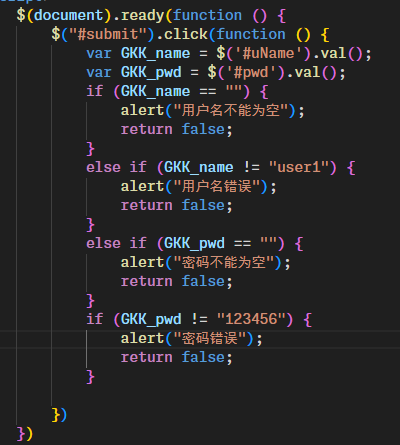 $(document).ready(function () {
$("#submit").click(function () {
var GKK_name = $('#uName').val();
var GKK_pwd = $('#pwd').val();
if (GKK_name == "") {
alert("用户名不能为空");
return false;
}
else if (GKK_name != "user1") {
alert("用户名错误");
return false;
}
else if (GKK_pwd == "") {
alert("密码不能为空");
return false;
}
if (GKK_pwd != "123456") {
alert("密码错误");
return false;
}
})
})